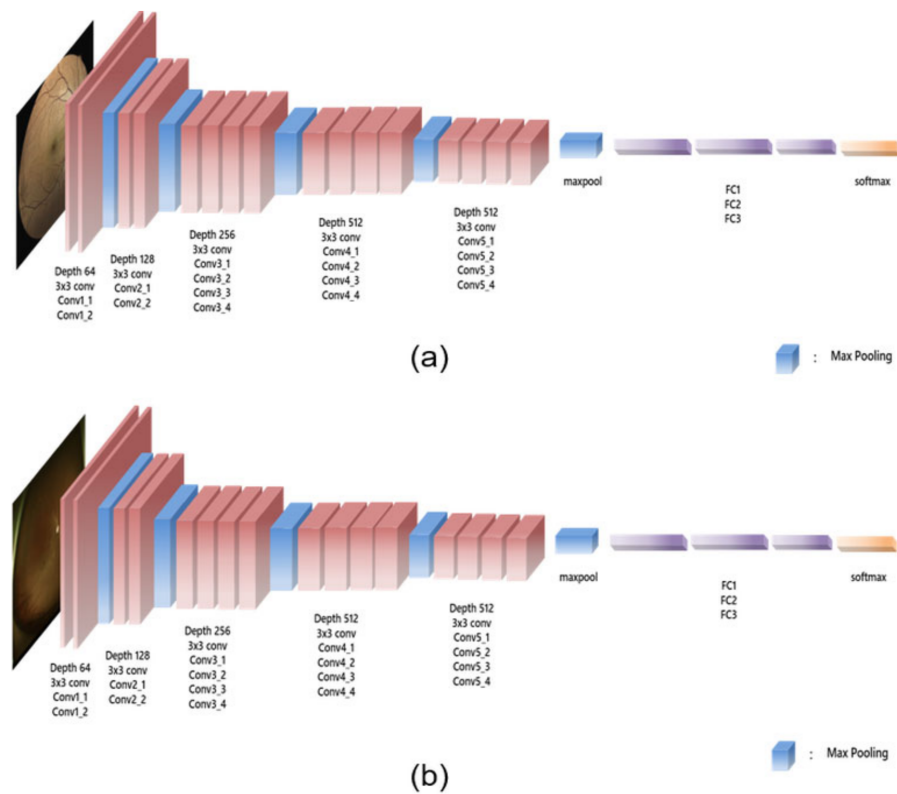 Depth 64
3x3 conv
Conv1_1
Conv1_2
Depth 128
3x3 conv
Conv2_1
Conv2_2
Depth 256
3x3 conv
Conv3_1
Conv3_2
Conv3_3
Conv3_4
Depth 512
3x3 conv
Conv4_1
Conv4_2
Conv4_3
Conv4_4
Depth 512
3x3 conv
Conv5_1
Conv5_2
Conv5_3
Conv5_4
maxpool
FC1
FC2
FC3
softmax
(a)
: Max Pooling
Depth 64
3x3 conv
Conv1_1
Conv1_2
Depth 128
3x3 conv
Conv2_1
Conv2_2
Depth 256
3x3 conv
Conv3_1
Conv3_2
Conv3_3
Conv3_4
Depth 512
3x3 conv
Conv4_1
Conv4_2
Conv4_3
Conv4_4
Depth 512
3x3 conv
Conv5_1
Conv5_2
Conv5_3
Conv5_4
maxpool
FC1
FC2
FC3
softmax
: Max Pooling
(b)